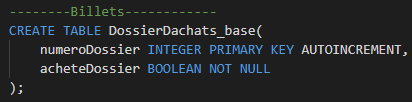 --------Billets------------
CREATE TABLE DossierDachats_base(
    numeroDossier INTEGER PRIMARY KEY AUTOINCREMENT,
    acheteDossier BOOLEAN NOT NULL
);